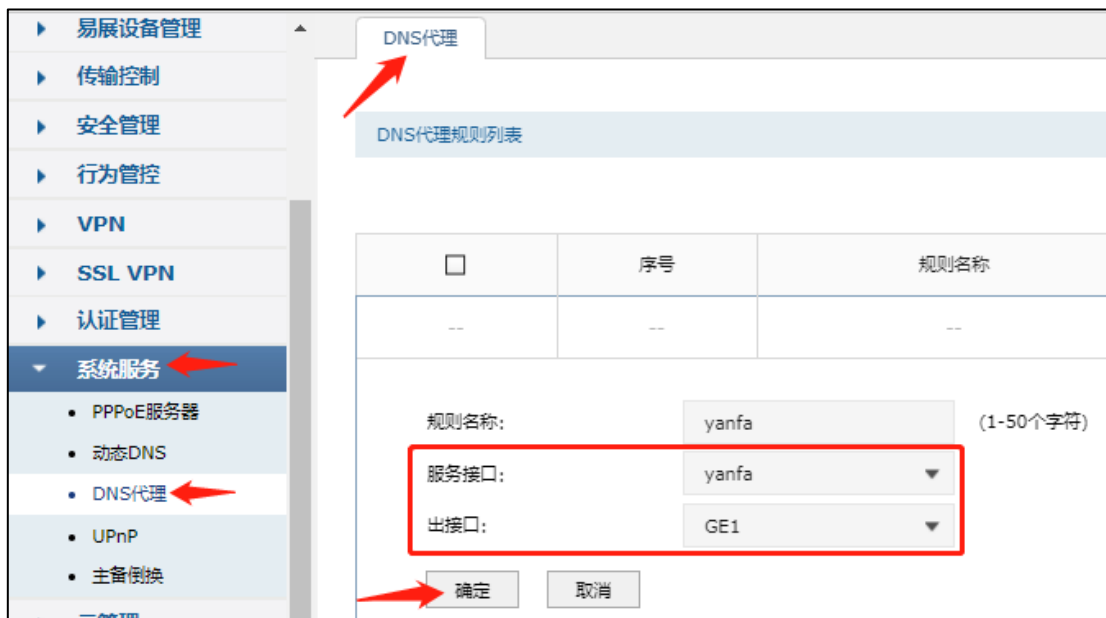 易展设备管理
传输控制
安全管理
行为管控
VPN
SSL VPN
认证管理
系统服务
PPPoE服务器
动态DNS
DNS代理
UPnP
主备倒换
云管理
DNS代理
DNS代理规则列表
序号 规则名称
-- -- --
规则名称: yanfa (1-50个字符)
服务接口: yanfa
出接口: GE1
确定 取消